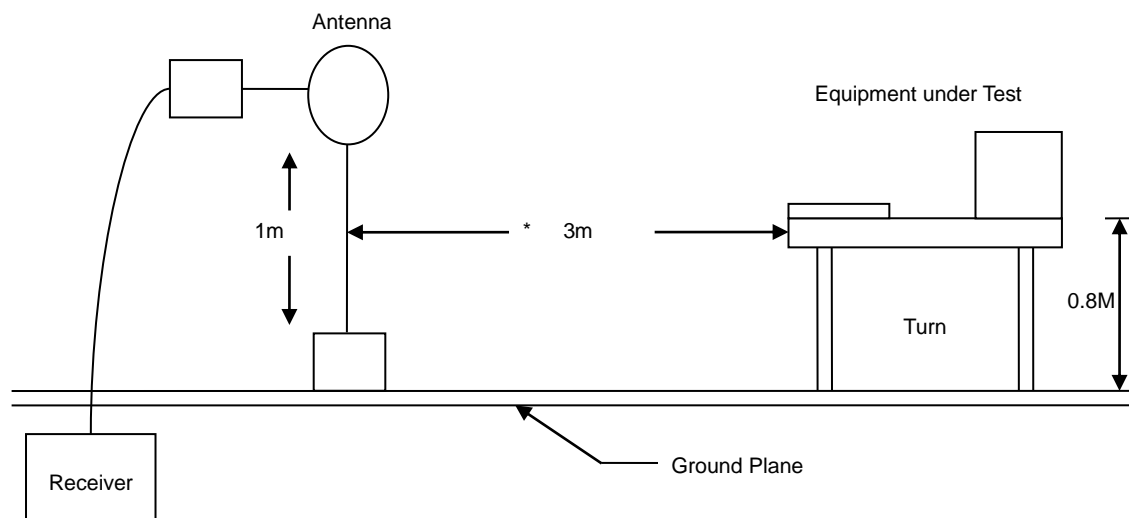 Antenna
Equipment under Test
1m
* 3m
0.8M
Turn
Ground Plane
Receiver